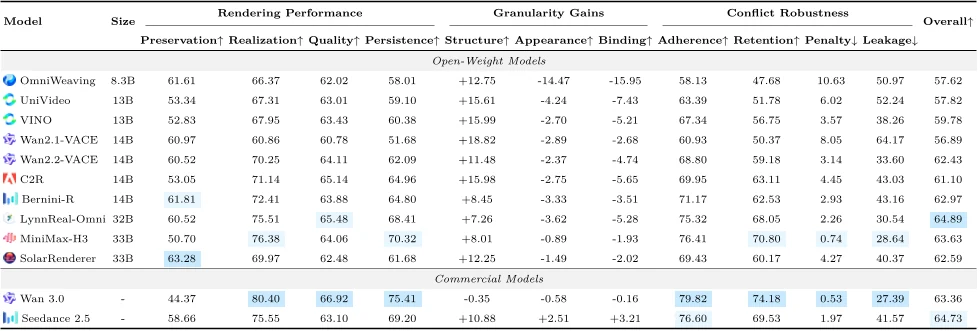 Model Size Rendering Performance Granularity Gains Conflict Robustness Overall↑
Preservation↑ Realization↑ Quality↑ Persistence↑ Structure↑ Appearance↑ Binding↑ Adherence↑ Retention↑ Penalty↓ Leakage↓
Open-Weight Models
OmniWeaving 8.3B 61.61 66.37 62.02 58.01 +12.75 -14.47 -15.95 58.13 47.68 10.63 50.97 57.62
UniVideo 13B 53.34 67.31 63.01 59.10 +15.61 -4.24 -7.43 63.39 51.78 6.02 52.24 57.82
VINO 13B 52.83 67.95 63.43 60.38 +15.99 -2.70 -5.21 67.34 56.75 3.57 38.26 59.78
Wan2.1-VACE 14B 60.97 60.86 60.78 51.68 +18.82 -2.89 -2.68 60.93 50.37 8.05 64.17 56.89
Wan2.2-VACE 14B 60.52 70.25 64.11 62.09 +11.48 -2.37 -4.74 68.80 59.18 3.14 33.60 62.43
C2R 14B 53.05 71.14 65.14 64.96 +15.98 -2.75 -5.65 69.95 63.11 4.45 43.03 61.10
Bernini-R 14B 61.81 72.41 63.88 64.80 +8.45 -3.33 -3.51 71.17 62.53 2.93 43.16 62.97
LynnReal-Omni 32B 60.52 75.51 65.48 68.41 +7.26 -3.62 -5.28 75.32 68.05 2.26 30.54 64.89
MiniMax-H3 33B 50.70 76.38 64.06 70.32 +8.01 -0.89 -1.93 76.41 70.80 0.74 28.64 63.63
SolarRenderer 33B 63.28 69.97 62.48 61.68 +12.25 -1.49 -2.02 69.43 60.17 4.27 40.37 62.59
Commercial Models
Wan 3.0 - 44.37 80.40 66.92 75.41 -0.35 -0.58 -0.16 79.82 74.18 0.53 27.39 63.36
Seedance 2.5 - 58.66 75.55 63.10 69.20 +10.88 +2.51 +3.21 76.60 69.53 1.97 41.57 64.73